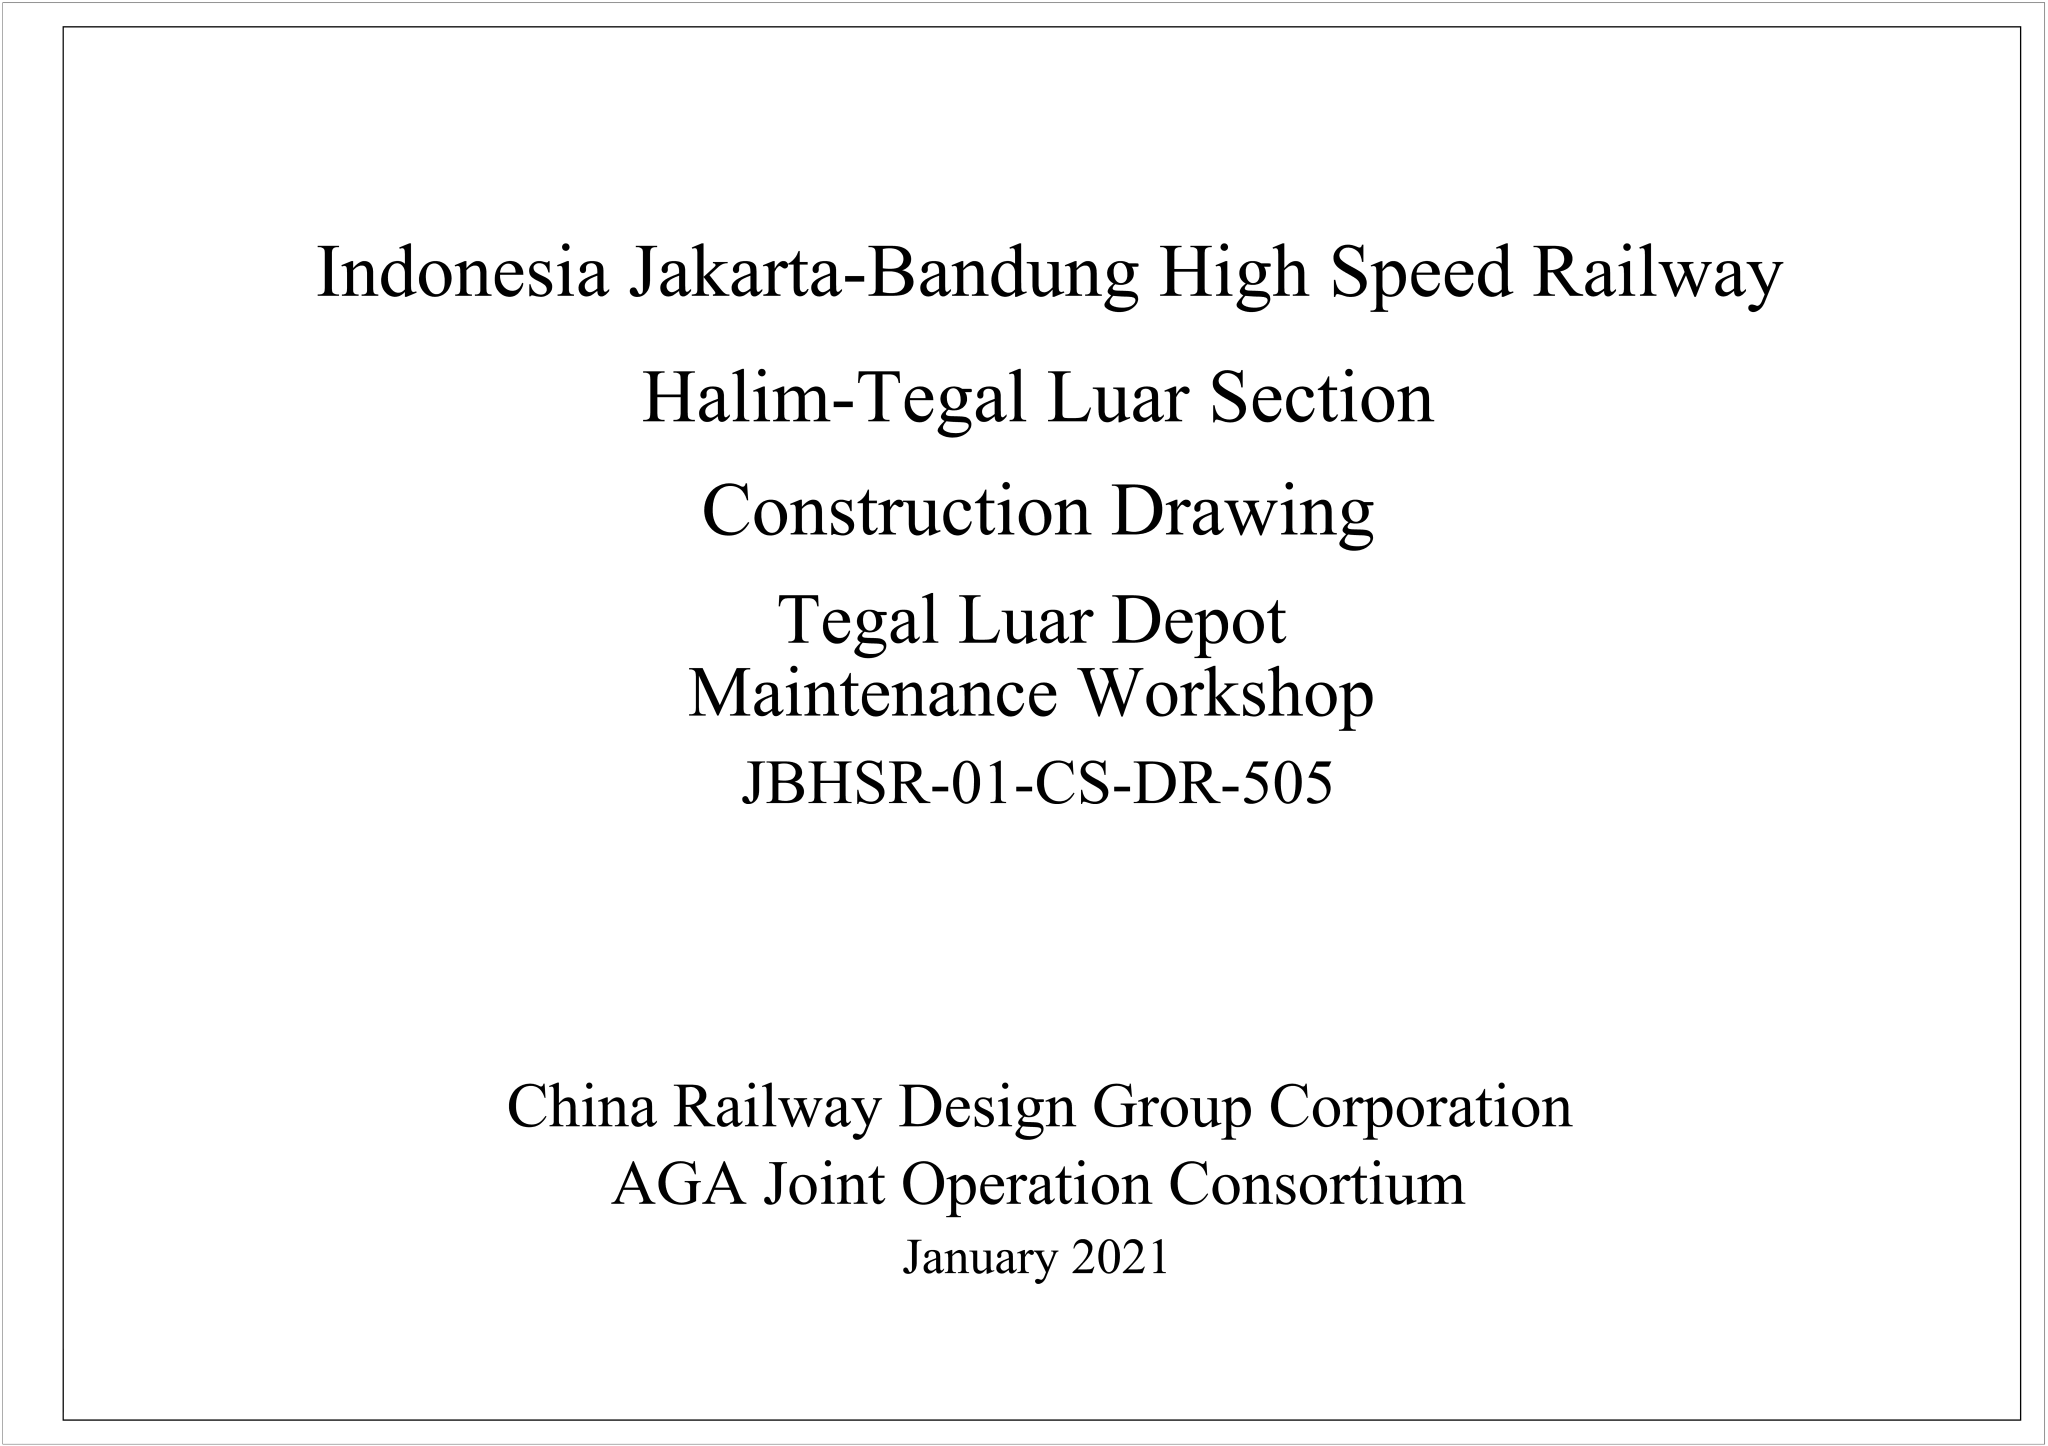 Indonesia Jakarta-Bandung High Speed Railway
Halim-Tegal Luar Section
Construction Drawing
Tegal Luar Depot
Maintenance Workshop
JBHSR-01-CS-DR-505
China Railway Design Group Corporation
AGA Joint Operation Consortium
January 2021